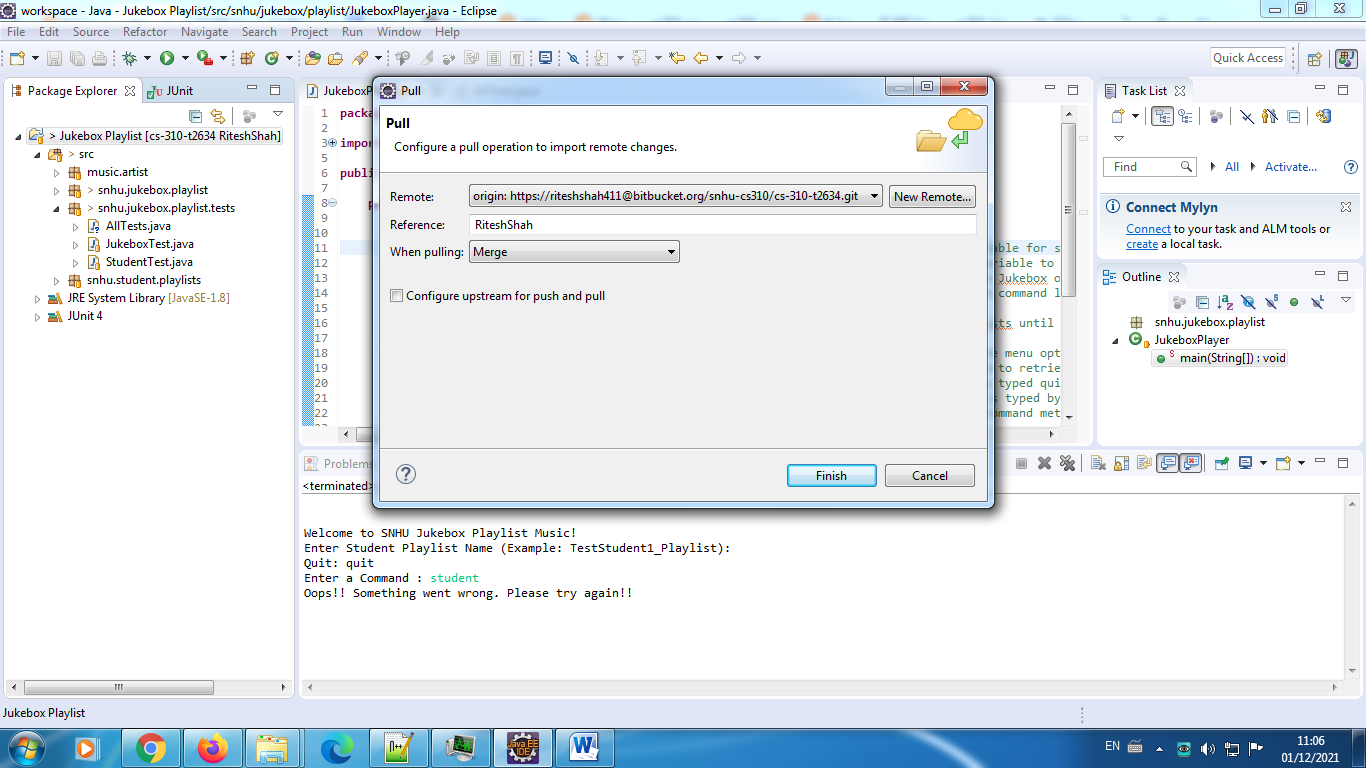 workspace - Java - Jukebox Playlist/src/snhu/jukebox/playlist/JukeboxPlayer.java - Eclipse
File Edit Source Refactor Navigate Search Project Run Window Help
Quick Access
Package Explorer
JUnit
> Jukebox Playlist [cs-310-t2634 RiteshShah]
> src
music.artist
> snhu.jukebox.playlist
> snhu.jukebox.playlist.tests
AllTests.java
JukeboxTest.java
StudentTest.java
snhu.student.playlists
JRE System Library [JavaSE-1.8]
JUnit 4
JukeboxP
1 packa
3 impor
6 publi
7
8 p
9
10
11
12
13
14
15
16
17
18
19
20
21
22
able for s
riable to
Jukebox o
command l
sts until
e menu opt
to retrie
typed qui
s typed by
ommand met
Pull
Pull
Configure a pull operation to import remote changes.
Remote: origin: https://riteshshah411@bitbucket.org/snhu-cs310/cs-310-t2634.git New Remote...
Reference: RiteshShah
When pulling: Merge
Configure upstream for push and pull
?
Finish
Cancel
Task List
Find
All
Activate...
Connect Mylyn
Connect to your task and ALM tools or
create a local task.
Outline
snhu.jukebox.playlist
JukeboxPlayer
main(String[]) : void
Problems
<terminated>
Welcome to SNHU Jukebox Playlist Music!
Enter Student Playlist Name (Example: TestStudent1_Playlist):
Quit: quit
Enter a Command : student
Oops!! Something went wrong. Please try again!!
Jukebox Playlist
Java EE
IDE
EN
11:06
01/12/2021